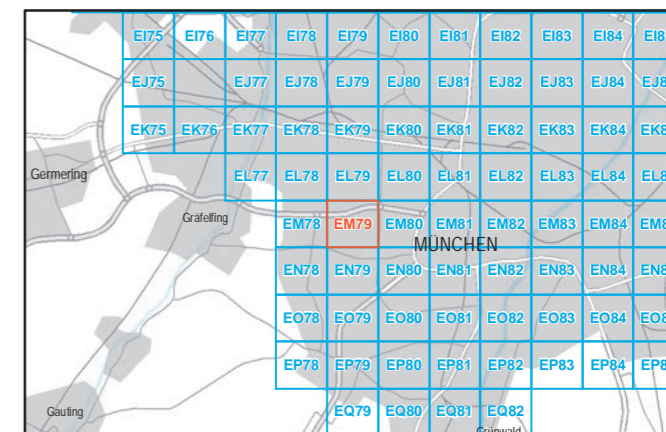 EI75 EI76 EI77 EI78 EI79 EI80 EI81 EI82 EI83 EI84
EJ75 EJ77 EJ78 EJ79 EJ80 EJ81 EJ82 EJ83 EJ84
EK75 EK76 EK77 EK78 EK79 EK80 EK81 EK82 EK83 EK84
Germering EL77 EL78 EL79 EL80 EL81 EL82 EL83 EL84
Gräfelfing EM78 EM79 EM80 EM81 EM82 EM83 EM84
MÜNCHEN
EN78 EN79 EN80 EN81 EN82 EN83 EN84
EO78 EO79 EO80 EO81 EO82 EO83 EO84
EP78 EP79 EP80 EP81 EP82 EP83 EP84
Gauting EQ79 EQ80 EQ81 EQ82
Grünwald